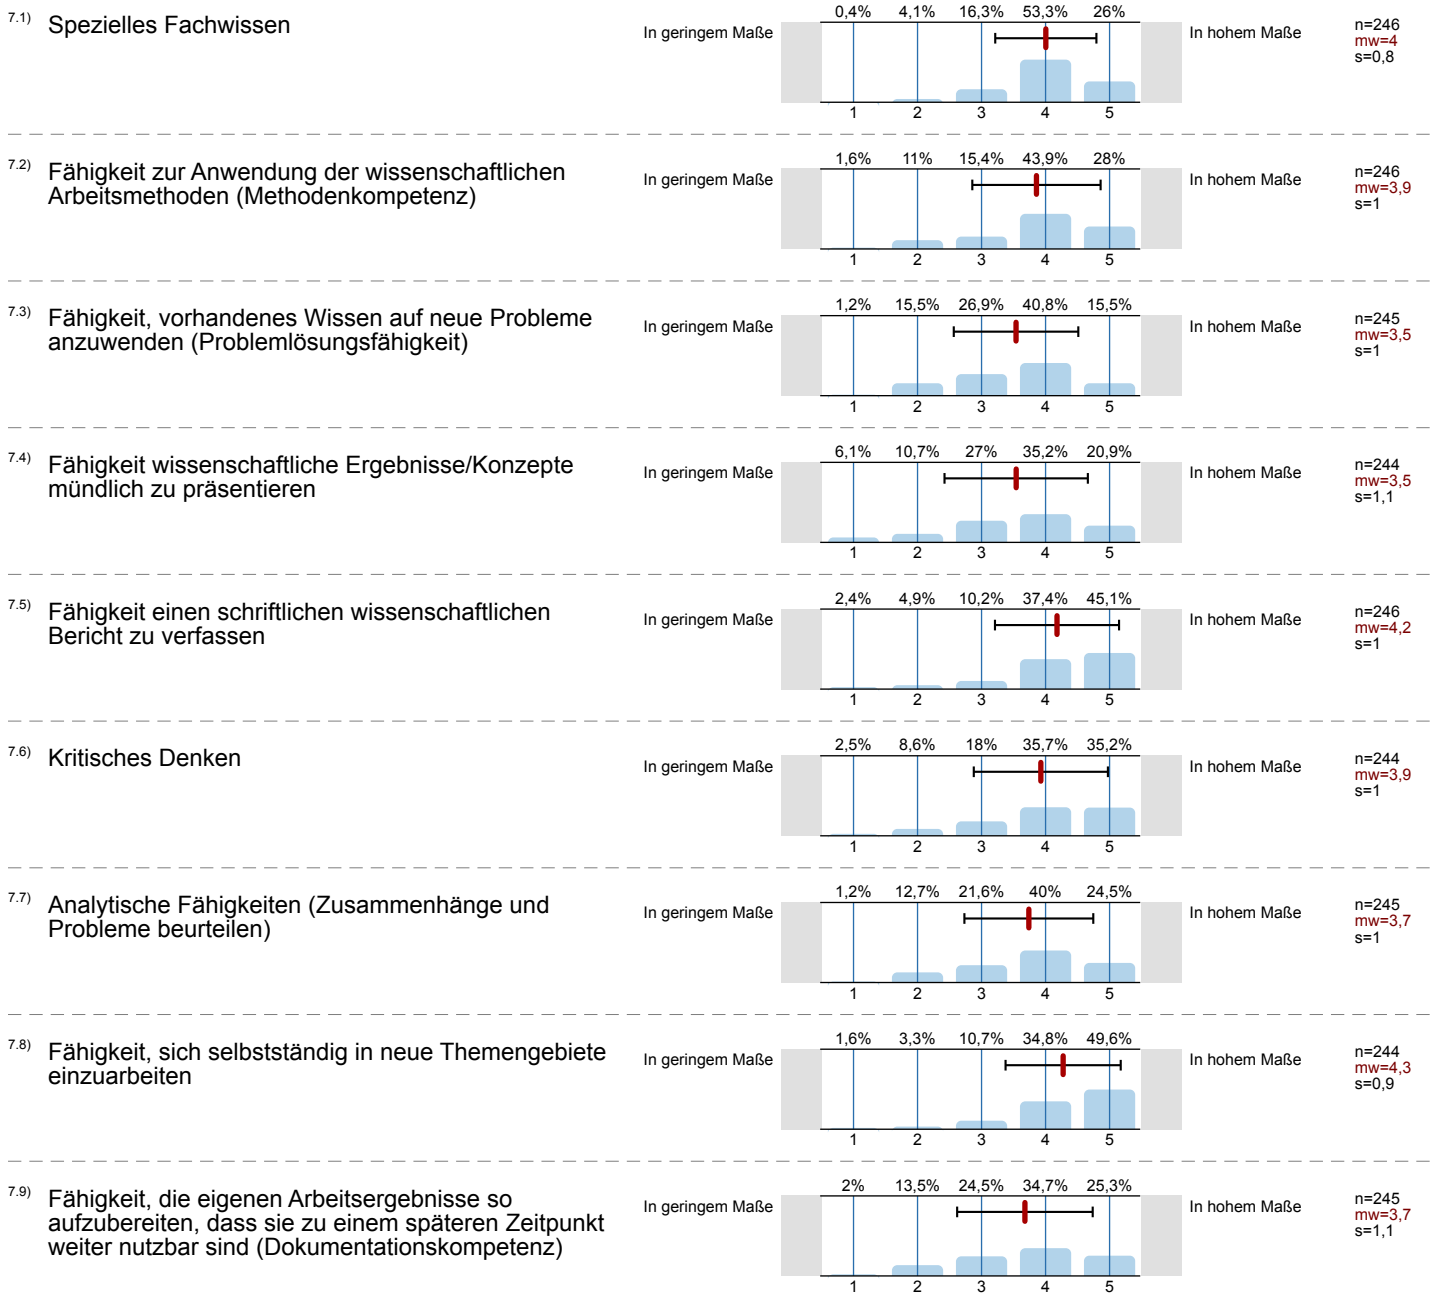 7.1) Spezielles Fachwissen
In geringem Maße
0,4% 4,1% 16,3% 53,3% 26%
1 2 3 4 5
In hohem Maße
n=246
mw=4
s=0,8
7.2) Fähigkeit zur Anwendung der wissenschaftlichen
Arbeitsmethoden (Methodenkompetenz)
In geringem Maße
1,6% 11% 15,4% 43,9% 28%
1 2 3 4 5
In hohem Maße
n=246
mw=3,9
s=1
7.3) Fähigkeit, vorhandenes Wissen auf neue Probleme
anzuwenden (Problemlösungsfähigkeit)
In geringem Maße
1,2% 15,5% 26,9% 40,8% 15,5%
1 2 3 4 5
In hohem Maße
n=245
mw=3,5
s=1
7.4) Fähigkeit wissenschaftliche Ergebnisse/Konzepte
mündlich zu präsentieren
In geringem Maße
6,1% 10,7% 27% 35,2% 20,9%
1 2 3 4 5
In hohem Maße
n=244
mw=3,5
s=1,1
7.5) Fähigkeit einen schriftlichen wissenschaftlichen
Bericht zu verfassen
In geringem Maße
2,4% 4,9% 10,2% 37,4% 45,1%
1 2 3 4 5
In hohem Maße
n=246
mw=4,2
s=1
7.6) Kritisches Denken
In geringem Maße
2,5% 8,6% 18% 35,7% 35,2%
1 2 3 4 5
In hohem Maße
n=244
mw=3,9
s=1
7.7) Analytische Fähigkeiten (Zusammenhänge und
Probleme beurteilen)
In geringem Maße
1,2% 12,7% 21,6% 40% 24,5%
1 2 3 4 5
In hohem Maße
n=245
mw=3,7
s=1
7.8) Fähigkeit, sich selbstständig in neue Themengebiete
einzuarbeiten
In geringem Maße
1,6% 3,3% 10,7% 34,8% 49,6%
1 2 3 4 5
In hohem Maße
n=244
mw=4,3
s=0,9
7.9) Fähigkeit, die eigenen Arbeitsergebnisse so
aufzubereiten, dass sie zu einem späteren Zeitpunkt
weiter nutzbar sind (Dokumentationskompetenz)
In geringem Maße
2% 13,5% 24,5% 34,7% 25,3%
1 2 3 4 5
In hohem Maße
n=245
mw=3,7
s=1,1